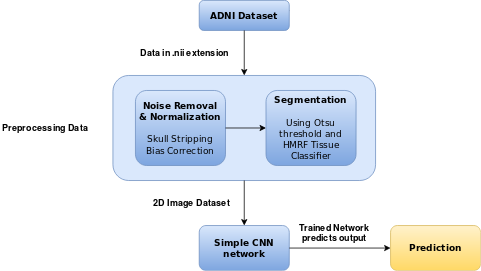 ADNI Dataset
Data in .nii extension
Preprocessing Data
Noise Removal
& Normalization
Skull Stripping
Bias Correction
Segmentation
Using Otsu
threshold and
HMRF Tissue
Classifier
2D Image Dataset
Simple CNN
network
Trained Network
predicts output
Prediction